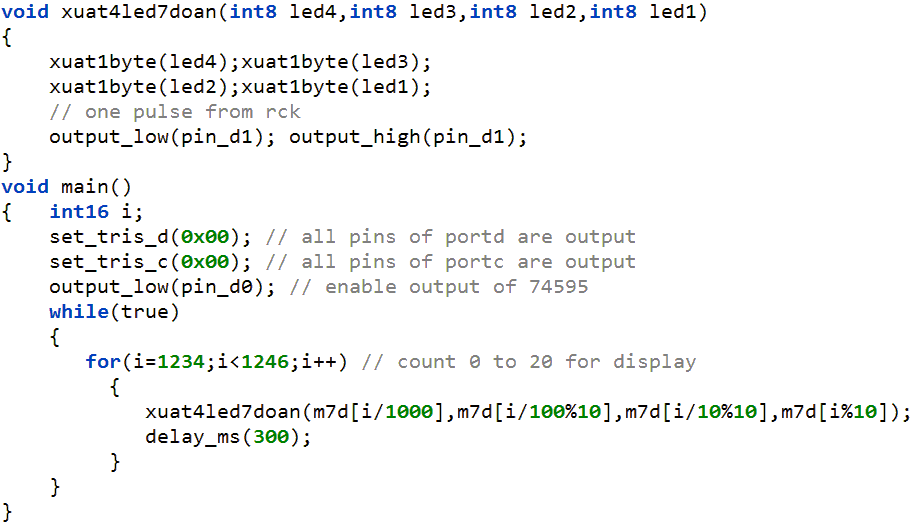 void xuat4led7doan(int8 led4,int8 led3,int8 led2,int8 led1)
{
    xuat1byte(led4);xuat1byte(led3);
    xuat1byte(led2);xuat1byte(led1);
    // one pulse from rck
    output_low(pin_d1); output_high(pin_d1);
}
void main()
{   int16 i;
    set_tris_d(0x00); // all pins of portd are output
    set_tris_c(0x00); // all pins of portc are output
    output_low(pin_d0); // enable output of 74595
    while(true)
    {
       for(i=1234;i<1246;i++) // count 0 to 20 for display
         {
            xuat4led7doan(m7d[i/1000],m7d[i/100%10],m7d[i/10%10],m7d[i%10]);
            delay_ms(300);
         }
    }
}